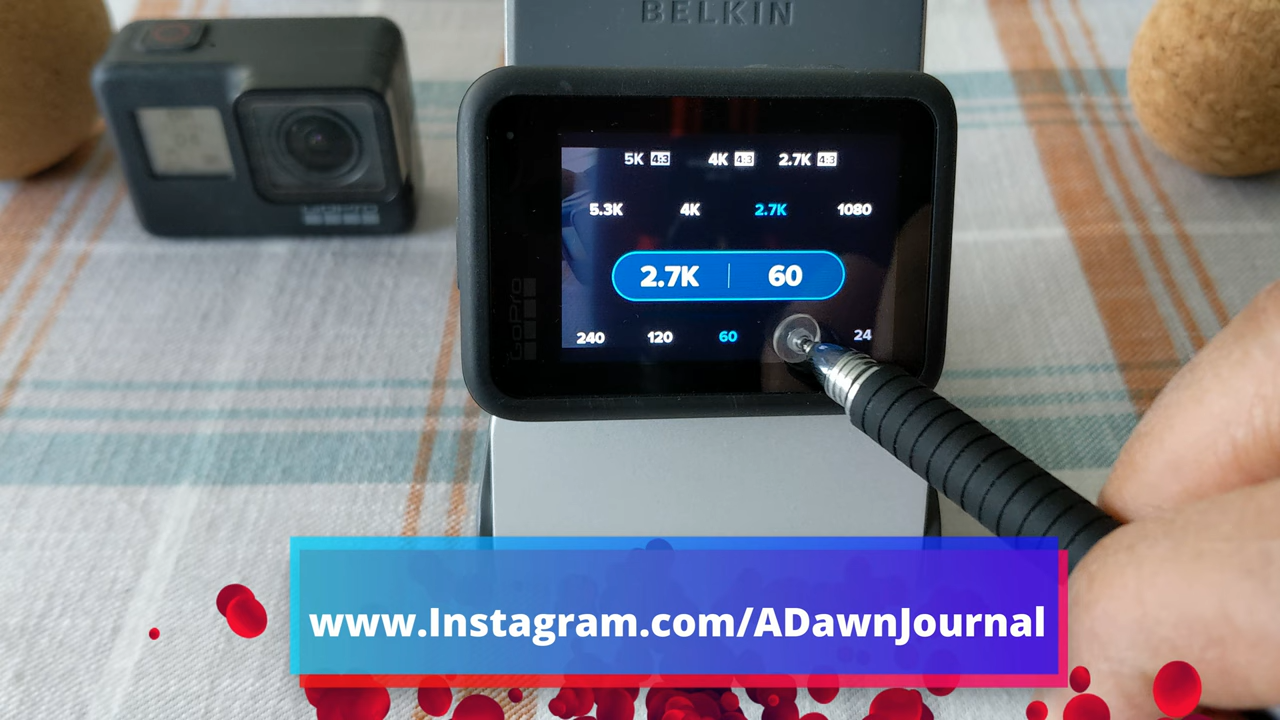 BELKIN
5K 4:3 4K 4:3 2.7K 4:3
5.3K 4K 2.7K 1080
2.7K | 60
240 120 60 24
GoPro
www.Instagram.com/ADawnJournal